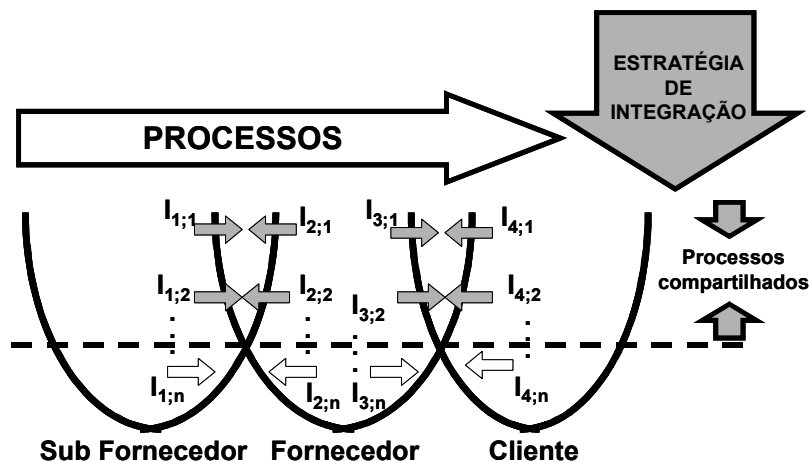 ESTRATÉGIA
DE
INTEGRAÇÃO
PROCESSOS
I1;1 I2;1 I3;1 I4;1
Processos
compartilhados
I1;2 I2;2 I3;2 I4;2
I1;n I2;n I3;n I4;n
Sub Fornecedor Fornecedor Cliente